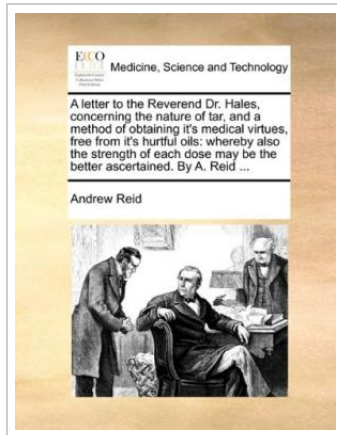 ECCO
Medicine, Science and Technology
A letter to the Reverend Dr. Hales,
concerning the nature of tar, and a
method of obtaining it's medical virtues,
free from it's hurtful oils: whereby also
the strength of each dose may be the
better ascertained. By A. Reid ...
Andrew Reid